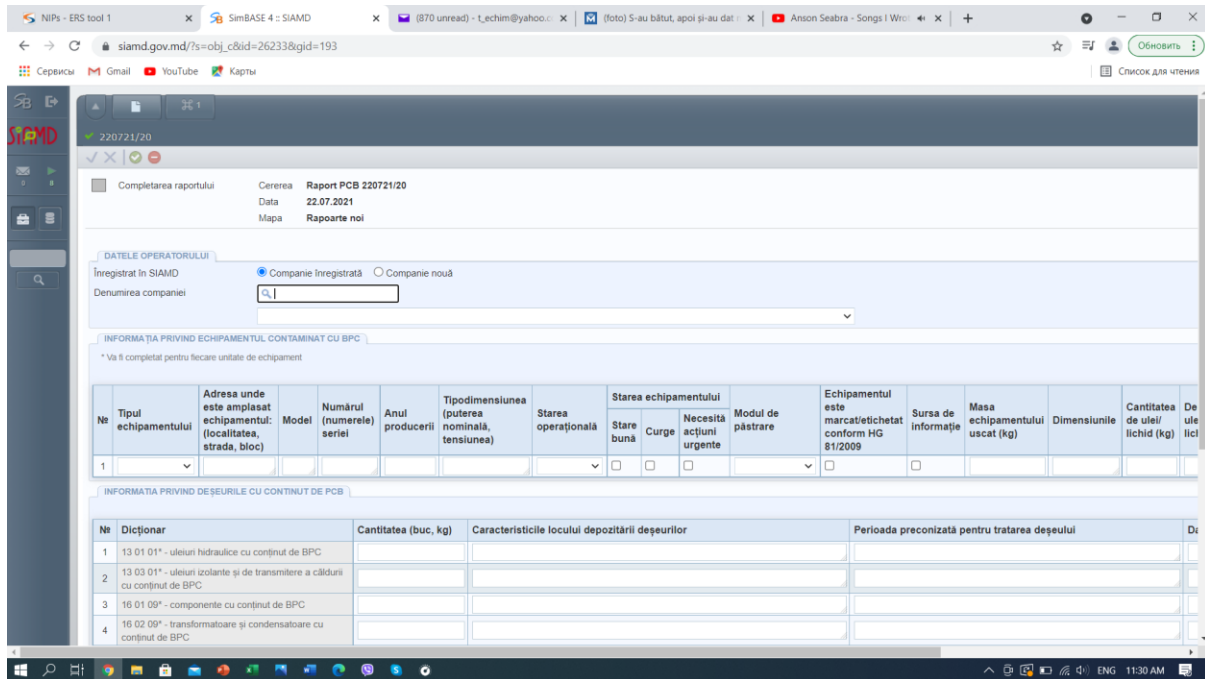 NIPs - ERS tool 1
SimBASE 4 :: SIAMD
(870 unread) - t_echim@yahoo.c
(foto) S-au bătut, apoi și-au dat
Anson Seabra - Songs I Wro
siamd.gov.md/?s=obj_c&id=26233&gid=193
Обновить
Сервисы
Gmail
YouTube
Карты
Список для чтения
SB
SIAMD
0
8
1
220721/20
Completarea raportului
Cererea Raport PCB 220721/20
Data 22.07.2021
Mapa Rapoarte noi
DATELE OPERATORULUI
Înregistrat în SIAMD Companie înregistrată Companie nouă
Denumirea companiei
INFORMAȚIA PRIVIND ECHIPAMENTUL CONTAMINAT CU BPC
* Va fi completat pentru fiecare unitate de echipament
№
Tipul
echipamentului
Adresa unde
este amplasat
echipamentul:
(localitatea,
strada, bloc)
Model
Numărul
(numerele)
seriei
Anul
producerii
Tipodimensiunea
(puterea
nominală,
tensiunea)
Starea
operațională
Starea echipamentului
Stare
bună
Curge
Necesită
acțiuni
urgente
Modul de
păstrare
Echipamentul
este
marcat/etichetat
conform HG
81/2009
Sursa de
informație
Masa
echipamentului
uscat (kg)
Dimensiunile
Cantitatea
de ulei/
lichid (kg)
De
ule
lich
1
INFORMATIA PRIVIND DEȘEURILE CU CONTINUT DE PCB
№ Dicționar Cantitatea (buc, kg) Caracteristicile locului depozitării deșeurilor Perioada preconizată pentru tratarea deșeului Da
1 13 01 01* - uleiuri hidraulice cu conținut de BPC
2 13 03 01* - uleiuri izolante și de transmitere a căldurii
cu conținut de BPC
3 16 01 09* - componente cu conținut de BPC
4 16 02 09* - transformatoare și condensatoare cu
conținut de BPC
ENG 11:30 AM